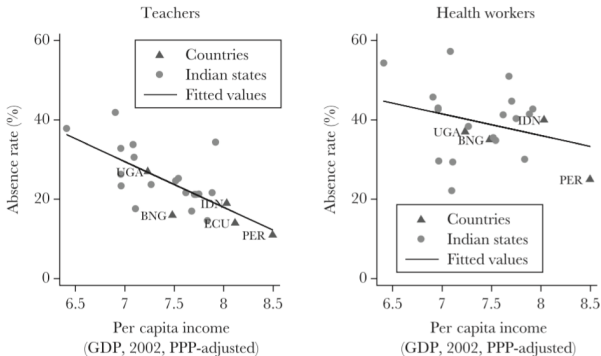 Teachers
60
40
20
0
Absence rate (%)
Countries
Indian states
Fitted values
UGA
BNG
IDN
ECU
PER
6.5 7 7.5 8 8.5
Per capita income
(GDP, 2002, PPP-adjusted)
Health workers
60
40
20
0
Absence rate (%)
UGA
BNG
IDN
PER
Countries
Indian states
Fitted values
6.5 7 7.5 8 8.5
Per capita income
(GDP, 2002, PPP-adjusted)